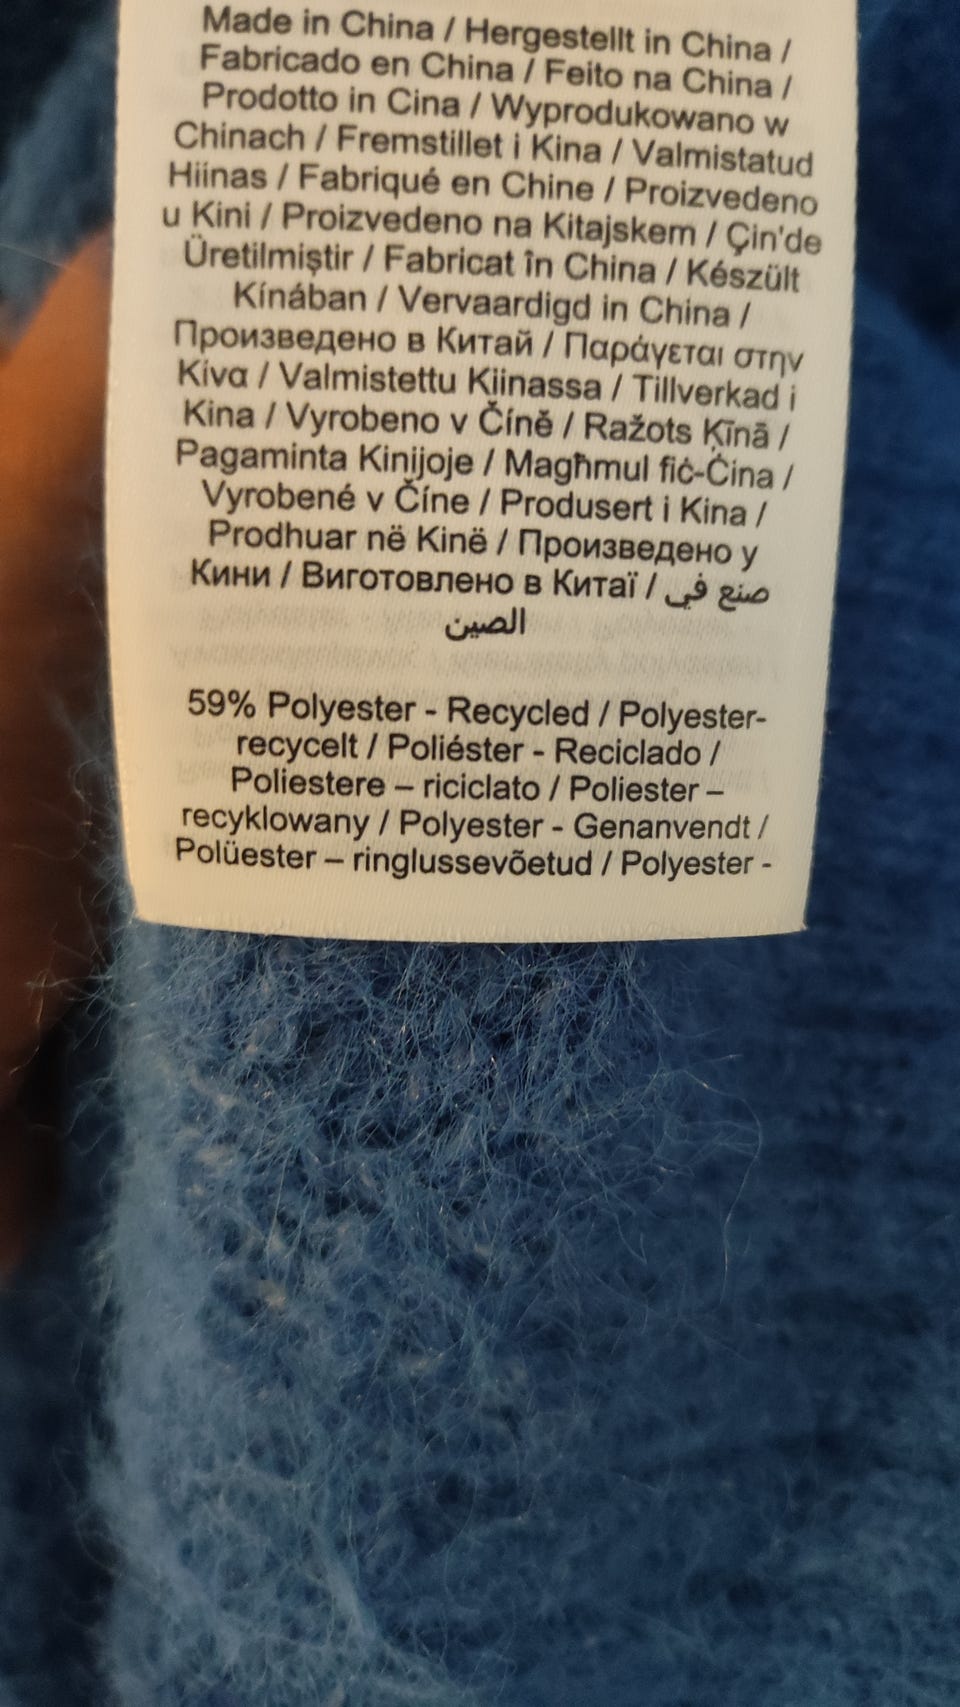 Made in China / Hergestellt in China /
Fabricado en China / Feito na China /
Prodotto in Cina / Wyprodukowano w
Chinach / Fremstillet i Kina / Valmistatud
Hiinas / Fabriqué en Chine / Proizvedeno
u Kini / Proizvedeno na Kitajskem / Çin'de
Üretilmiştir / Fabricat în China / Készült
Kínában / Vervaardigd in China /
Произведено в Китай / Παράγεται στην
Κίνα / Valmistettu Kiinassa / Tillverkad i
Kina / Vyrobeno v Číně / Ražots Ķīnā /
Pagaminta Kinijoje / Magħmul fiċ-Ċina /
Vyrobené v Číne / Produsert i Kina /
Prodhuar në Kinë / Произведено у
Кини / Виготовлено в Китаї / صنع في
الصين
59% Polyester - Recycled / Polyester-
recycelt / Poliéster - Reciclado /
Poliestere – riciclato / Poliester –
recyklowany / Polyester - Genanvendt /
Polüester – ringlussevõetud / Polyester -